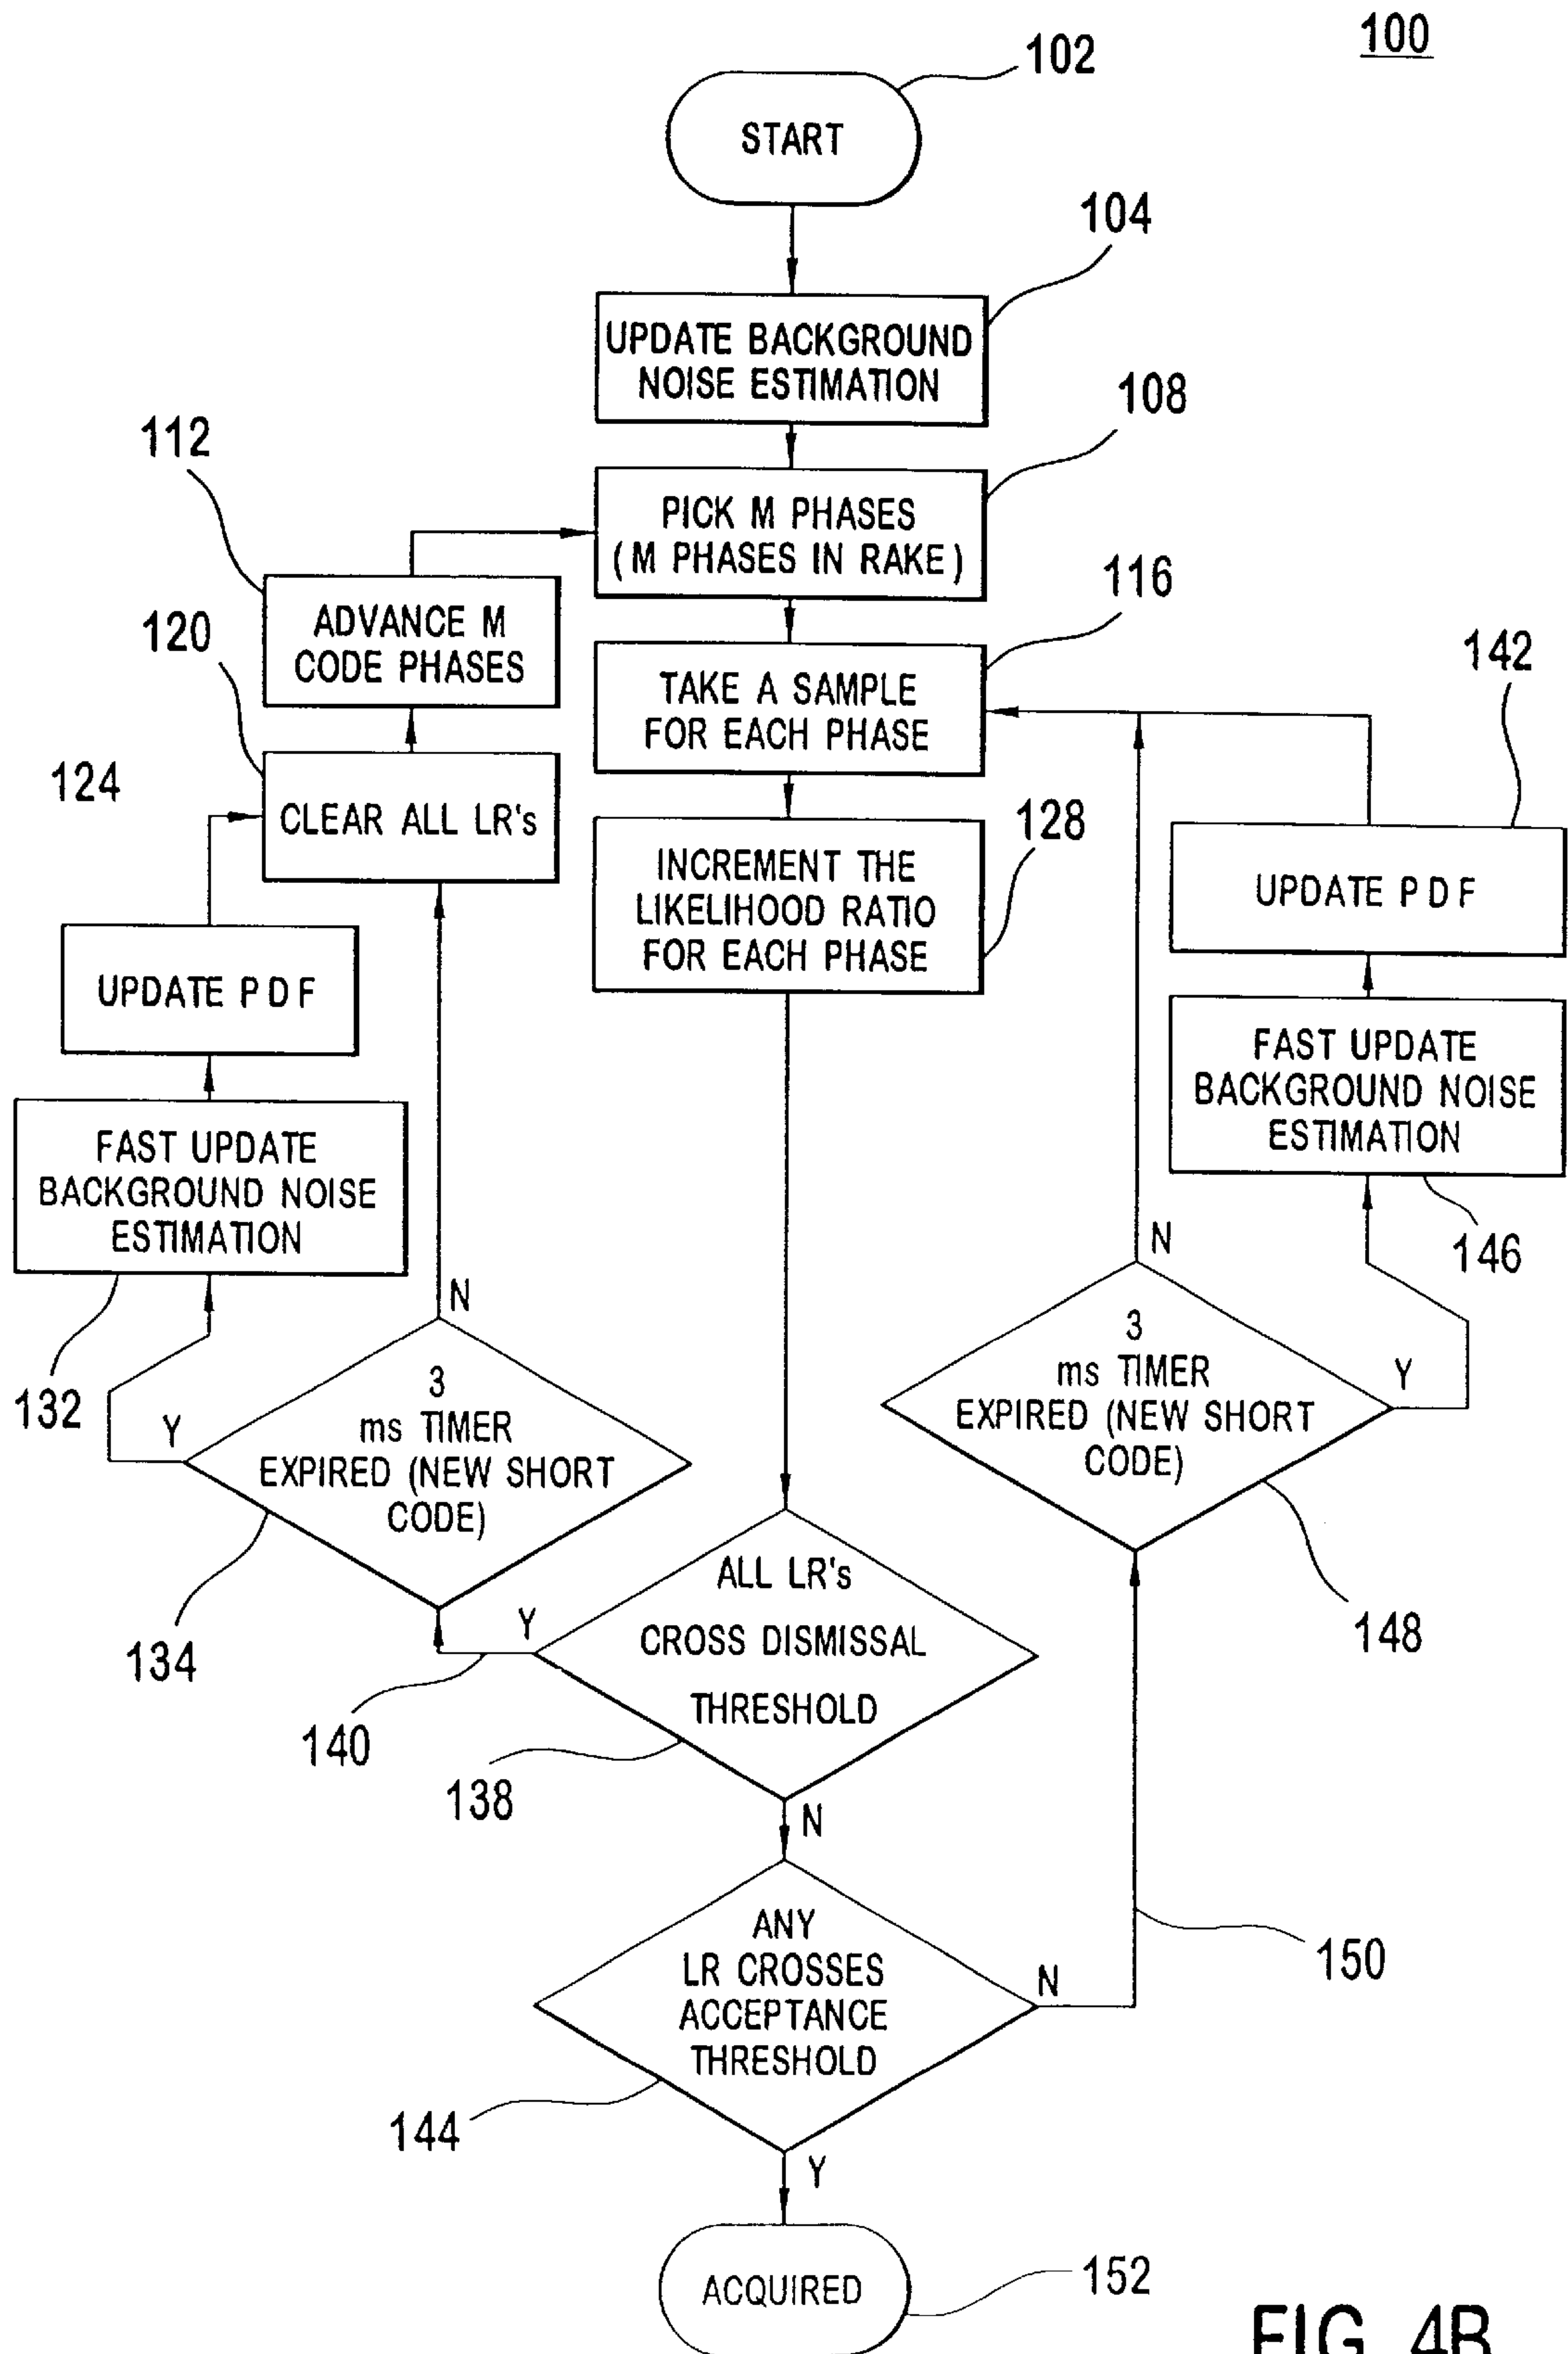 100
102
START
104
UPDATE BACKGROUND
NOISE ESTIMATION
108
112
PICK M PHASES
(M PHASES IN RAKE)
116
120
ADVANCE M
CODE PHASES
TAKE A SAMPLE
FOR EACH PHASE
142
124
CLEAR ALL LR's
128
INCREMENT THE
LIKELIHOOD RATIO
FOR EACH PHASE
UPDATE PDF
UPDATE PDF
FAST UPDATE
BACKGROUND NOISE
ESTIMATION
146
FAST UPDATE
BACKGROUND NOISE
ESTIMATION
132
N
N
3
ms TIMER
EXPIRED (NEW SHORT
CODE)
Y
148
3
ms TIMER
EXPIRED (NEW SHORT
CODE)
Y
134
ALL LR's
CROSS DISMISSAL
THRESHOLD
Y
140
138
N
ANY
LR CROSSES
ACCEPTANCE
THRESHOLD
N
150
144
Y
ACQUIRED
152
FIG. 4B